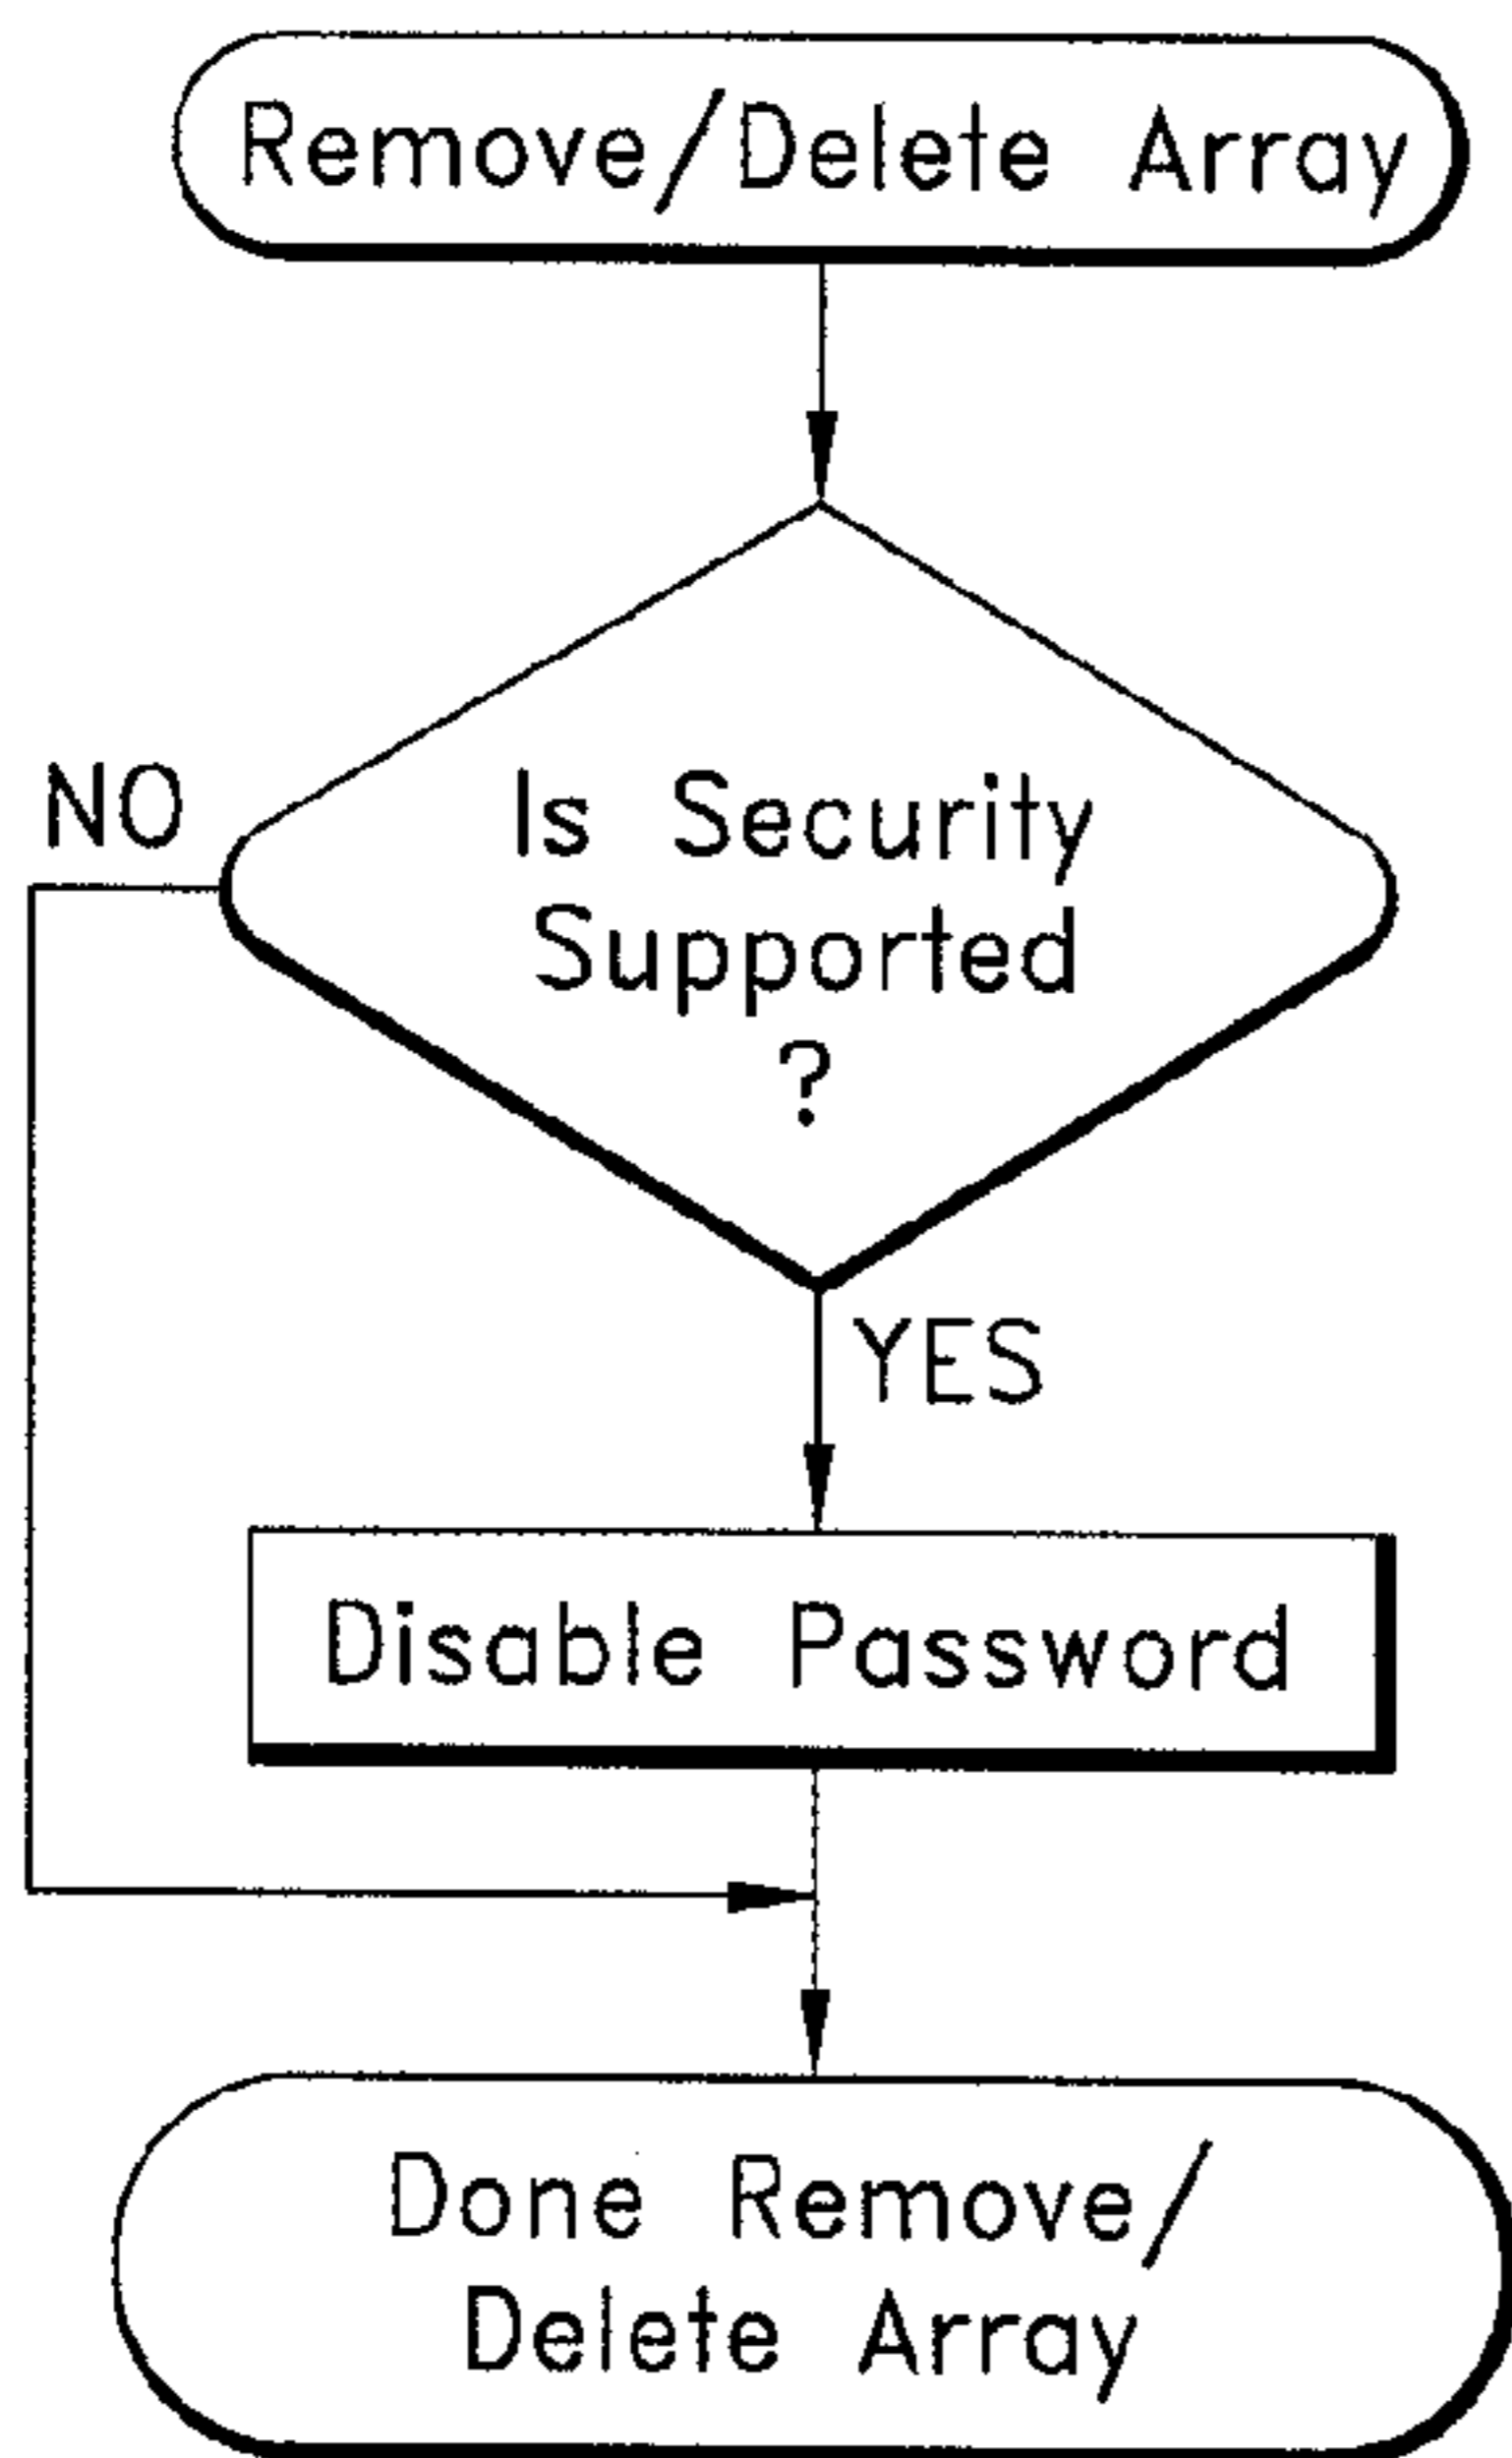 Remove/Delete Array
NO
Is Security
Supported
?
YES
Disable Password
Done Remove/
Delete Array